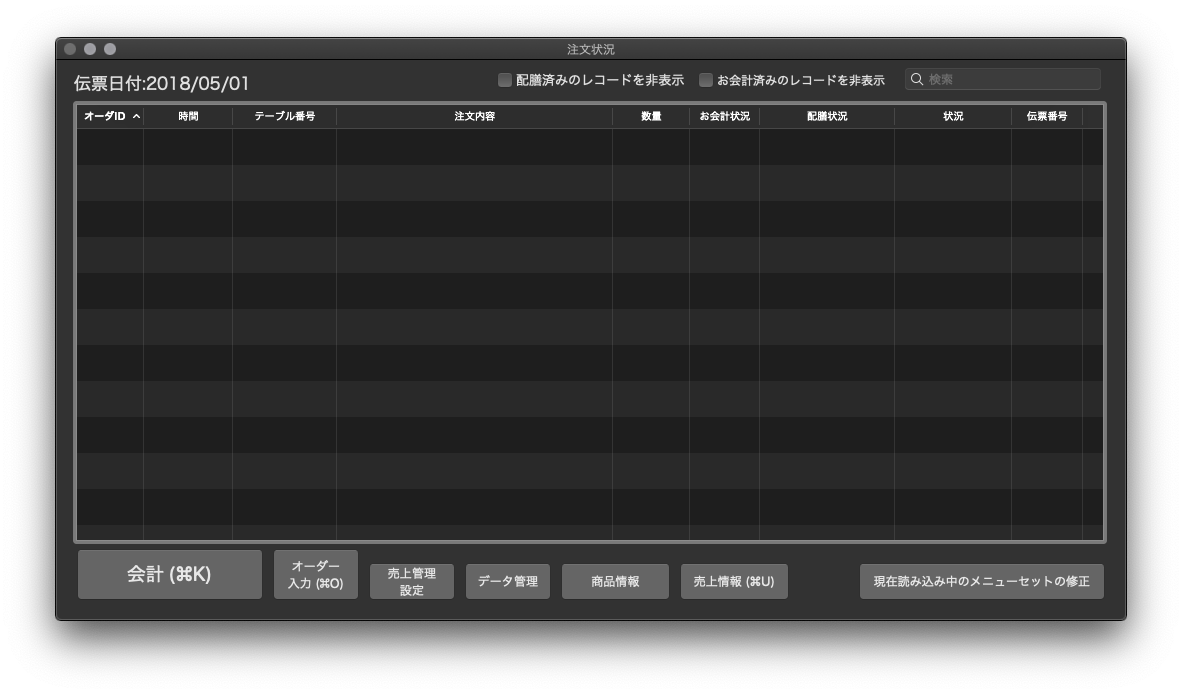 注文状況
伝票日付:2018/05/01
配膳済みのレコードを非表示
お会計済みのレコードを非表示
検索
オーダID
時間
テーブル番号
注文内容
数量
お会計状況
配膳状況
状況
伝票番号
会計 (⌘K)
オーダー
入力 (⌘O)
売上管理
設定
データ管理
商品情報
売上情報 (⌘U)
現在読み込み中のメニューセットの修正